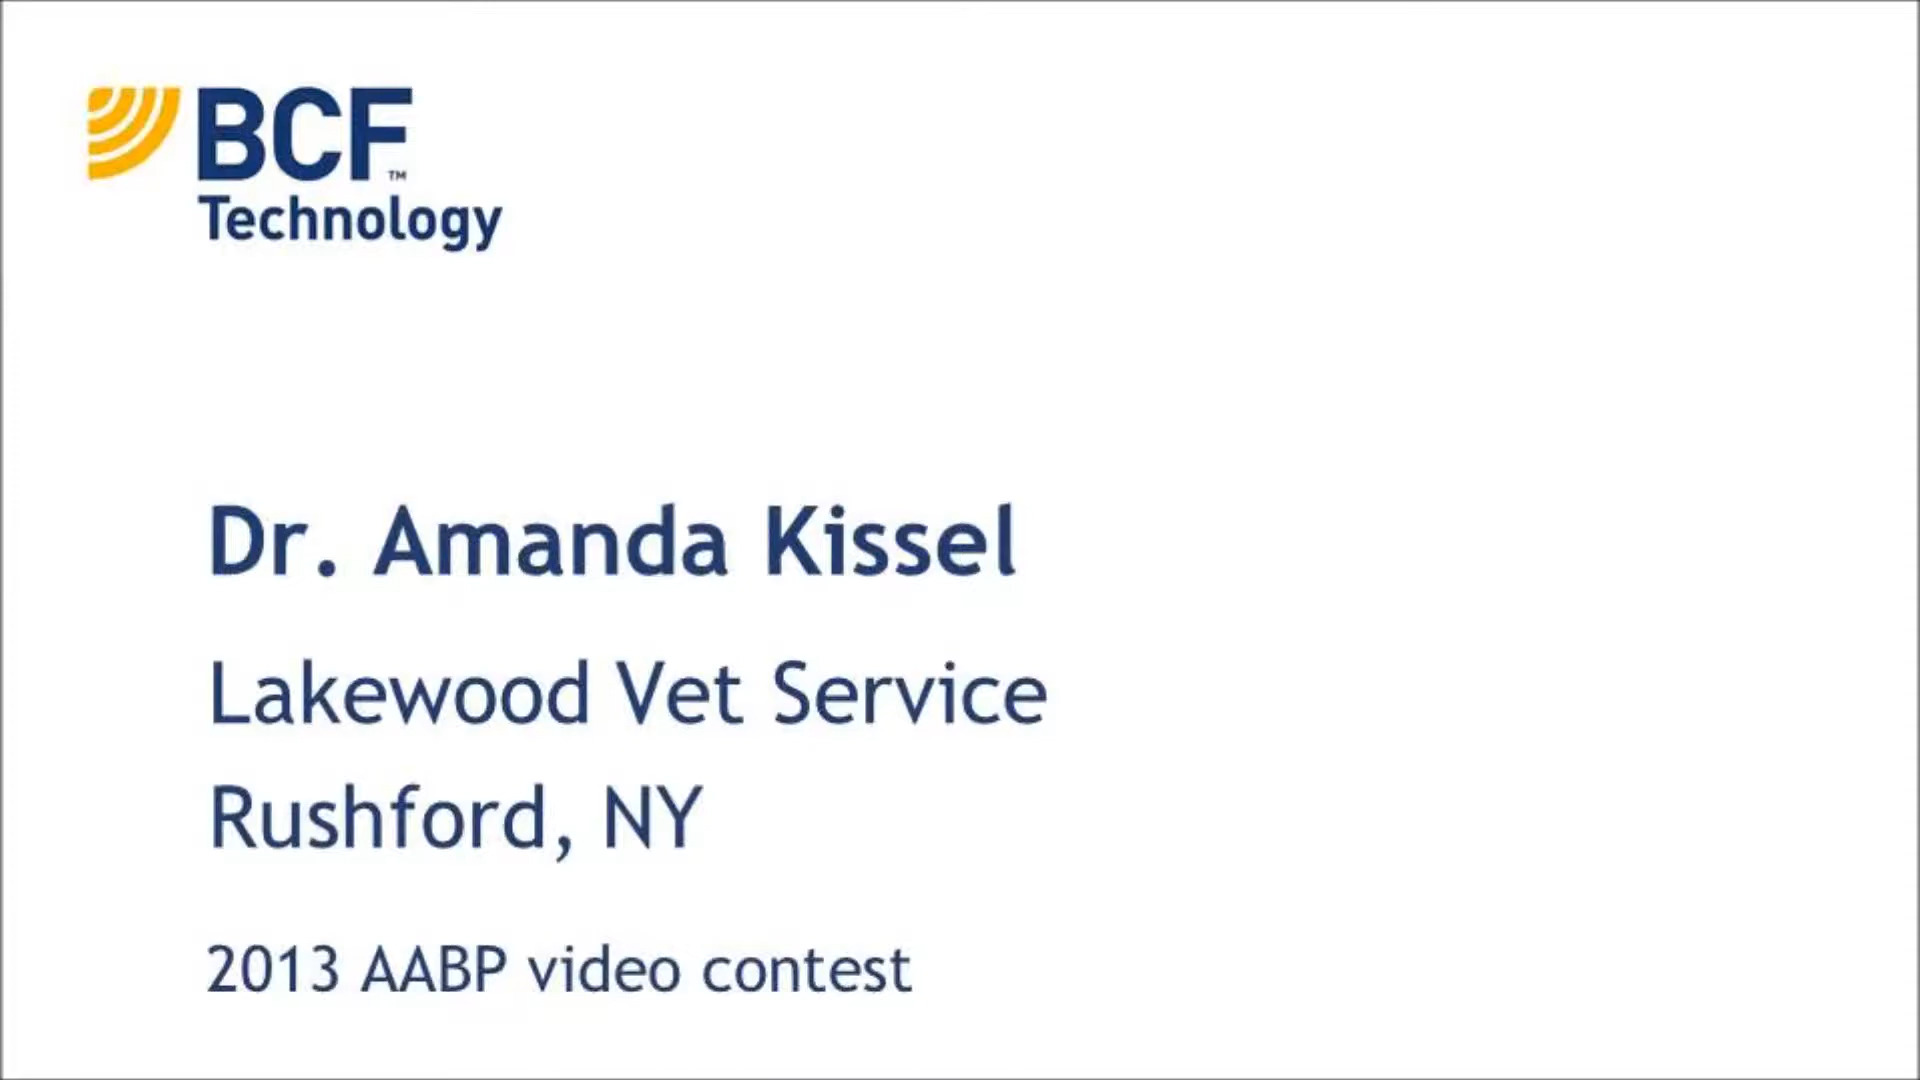 BCF™
Technology
Dr. Amanda Kissel
Lakewood Vet Service
Rushford, NY
2013 AABP video contest